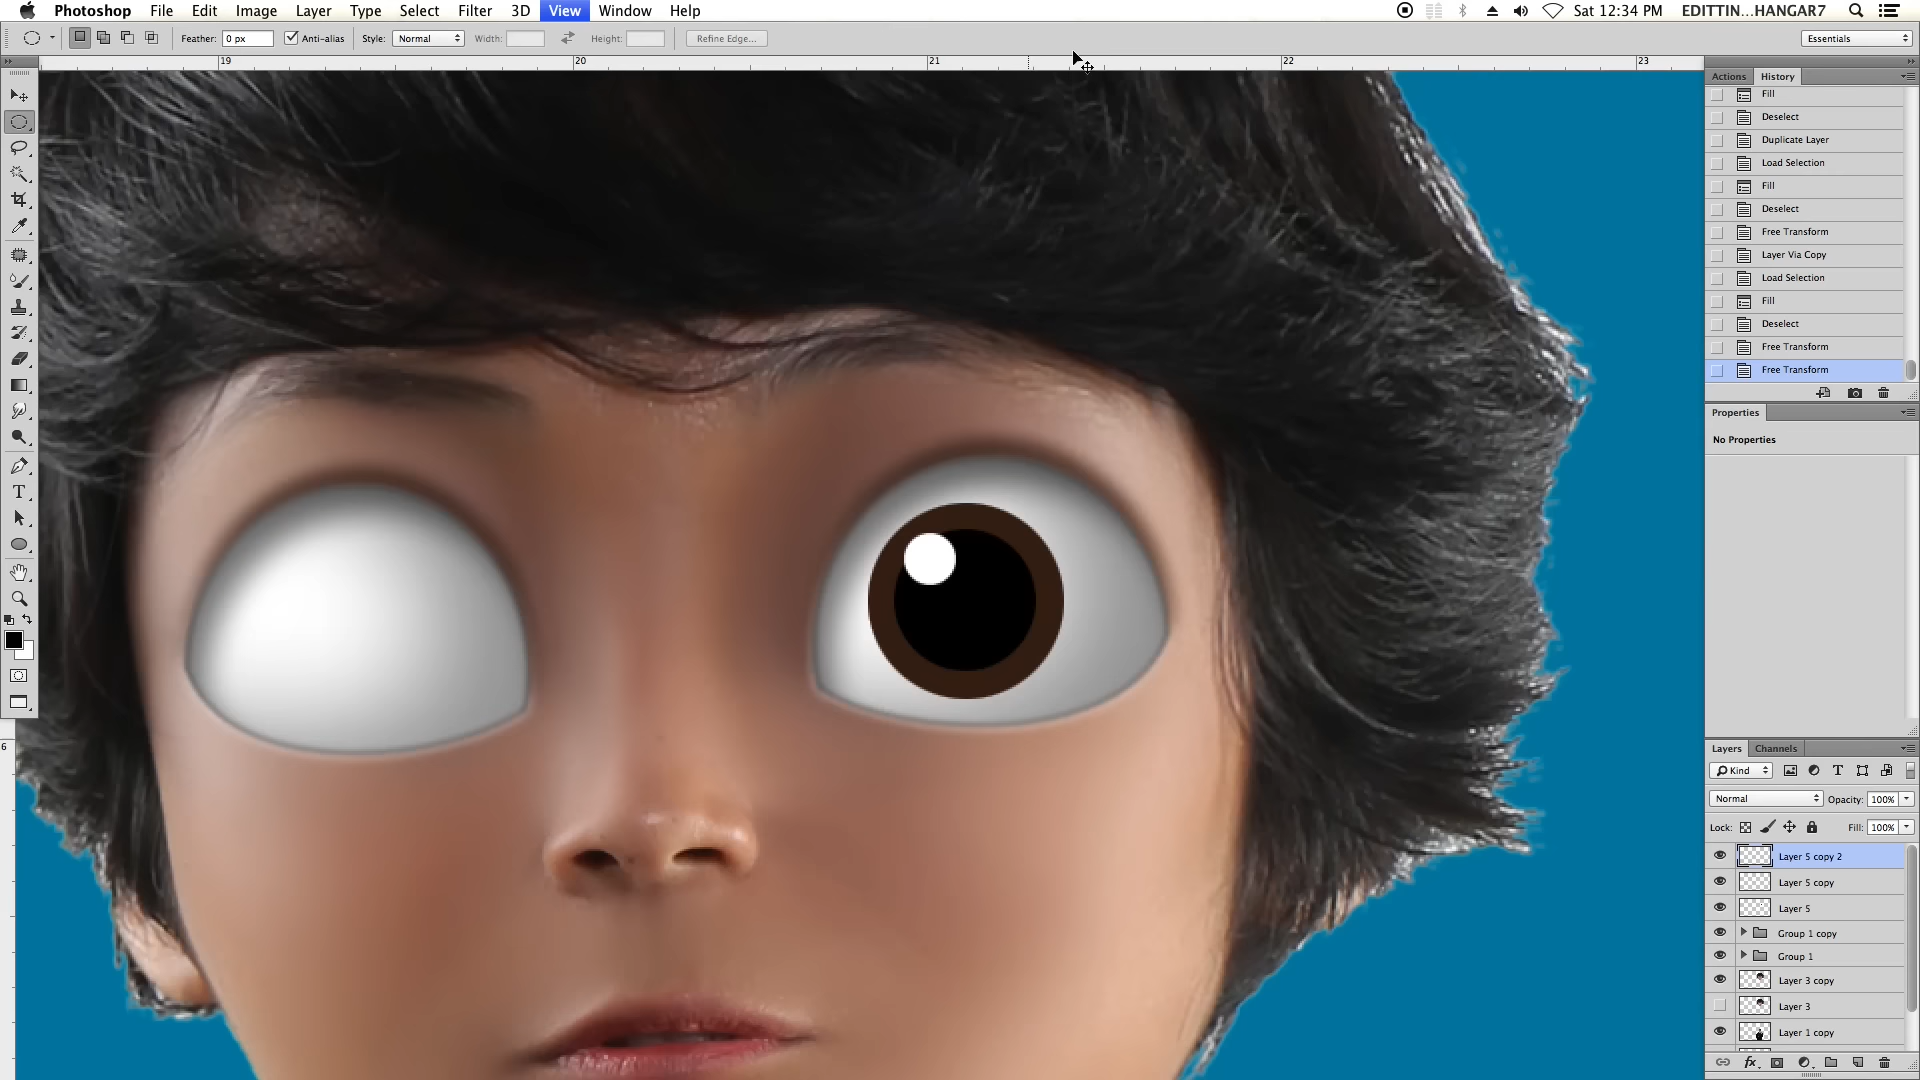 Photoshop File Edit Image Layer Type Select Filter 3D View Window Help Sat 12:34 PM EDITTIN...HANGAR7
Feather: 0 px Anti-alias Style: Normal Width: Height: Refine Edge... Essentials
19 20 21 22 23
Actions History
Fill
Deselect
Duplicate Layer
Load Selection
Fill
Deselect
Free Transform
Layer Via Copy
Load Selection
Fill
Deselect
Free Transform
Free Transform
Properties
No Properties
6
Layers Channels
Kind
Normal Opacity: 100%
Lock: Fill: 100%
Layer 5 copy 2
Layer 5 copy
Layer 5
Group 1 copy
Group 1
Layer 3 copy
Layer 3
Layer 1 copy